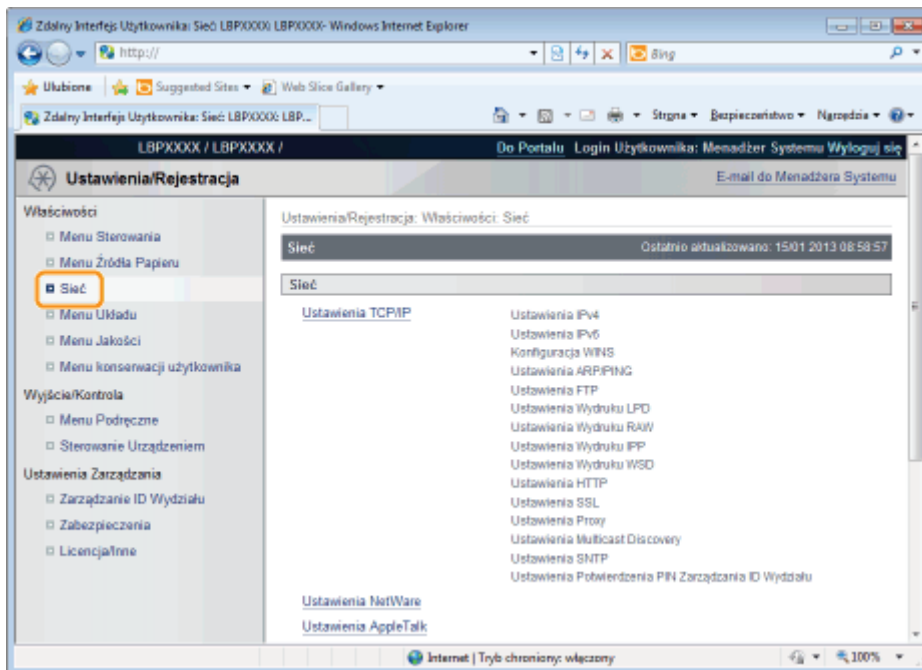 Zdalny Interfejs Użytkownika: Sieć: LBPXXXX: LBPXXXX- Windows Internet Explorer
http://
Bing
Ulubione Suggested Sites Web Slice Gallery
Zdalny Interfejs Użytkownika: Sieć: LBPXXXX: LBP...
Strona Bezpieczeństwo Narzędzia
LBPXXXX / LBPXXXX /
Do Portalu Login Użytkownika: Menadżer Systemu Wyloguj się
Ustawienia/Rejestracja
E-mail do Menadżera Systemu
Właściwości
Menu Sterowania
Menu Źródła Papieru
Sieć
Menu Układu
Menu Jakości
Menu konserwacji użytkownika
Wyjście/Kontrola
Menu Podręczne
Sterowanie Urządzeniem
Ustawienia Zarządzania
Zarządzanie ID Wydziału
Zabezpieczenia
Licencja/Inne
Ustawienia/Rejestracja: Właściwości: Sieć
Sieć
Ostatnio aktualizowano: 15/01 2013 08:58:57
Sieć
Ustawienia TCP/IP
Ustawienia IPv4
Ustawienia IPv6
Konfiguracja WINS
Ustawienia ARP/PING
Ustawienia FTP
Ustawienia Wydruku LPD
Ustawienia Wydruku RAW
Ustawienia Wydruku IPP
Ustawienia Wydruku WSD
Ustawienia HTTP
Ustawienia SSL
Ustawienia Proxy
Ustawienia Multicast Discovery
Ustawienia SNTP
Ustawienia Potwierdzenia PIN Zarządzania ID Wydziału
Ustawienia NetWare
Ustawienia AppleTalk
Internet | Tryb chroniony: włączony
100%